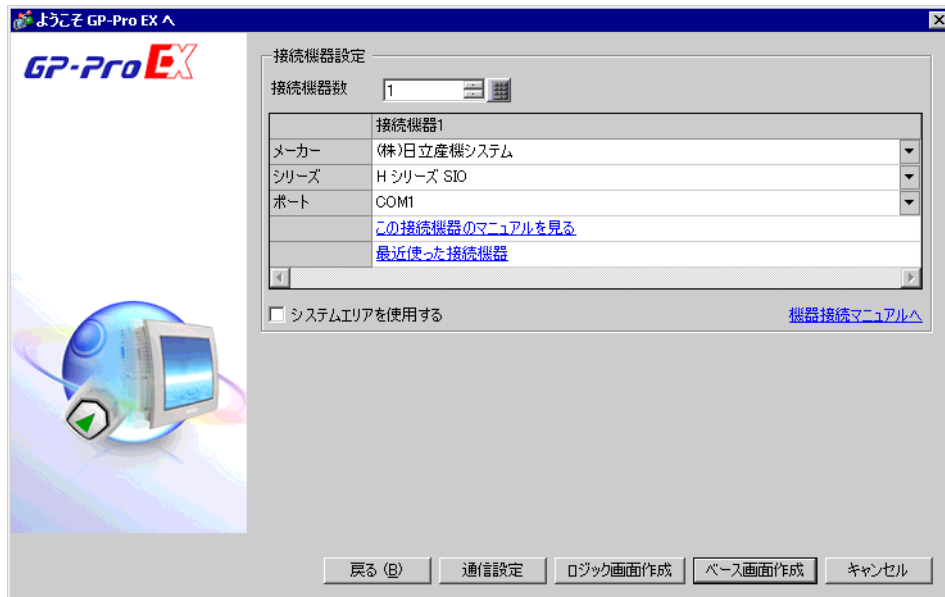 ようこそ GP-Pro EX へ
GP-Pro EX
接続機器設定
接続機器数 1
接続機器1
メーカー (株)日立産機システム
シリーズ H シリーズ SIO
ポート COM1
この接続機器のマニュアルを見る
最近使った接続機器
システムエリアを使用する 機器接続マニュアルへ
戻る (B) 通信設定 ロジック画面作成 ベース画面作成 キャンセル